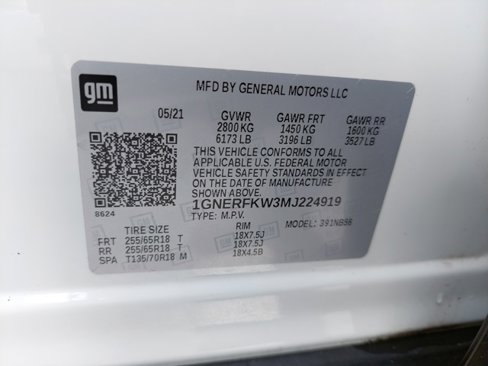 gm
MFD BY GENERAL MOTORS LLC
05/21 GVWR GAWR FRT GAWR RR
2800 KG 1450 KG 1600 KG
6173 LB 3196 LB 3527 LB
THIS VEHICLE CONFORMS TO ALL
APPLICABLE U.S. FEDERAL MOTOR
VEHICLE SAFETY STANDARDS IN EFFECT
ON THE DATE OF MANUFACTURE
SHOWN ABOVE.
1GNERFKW3MJ224919
8624 TYPE: M.P.V. MODEL:
TIRE SIZE RIM
FRT 255/65R18 T 18X7.5J
RR 255/65R18 T 18X7.5J
SPA T135/70R18 M 18X4.5B